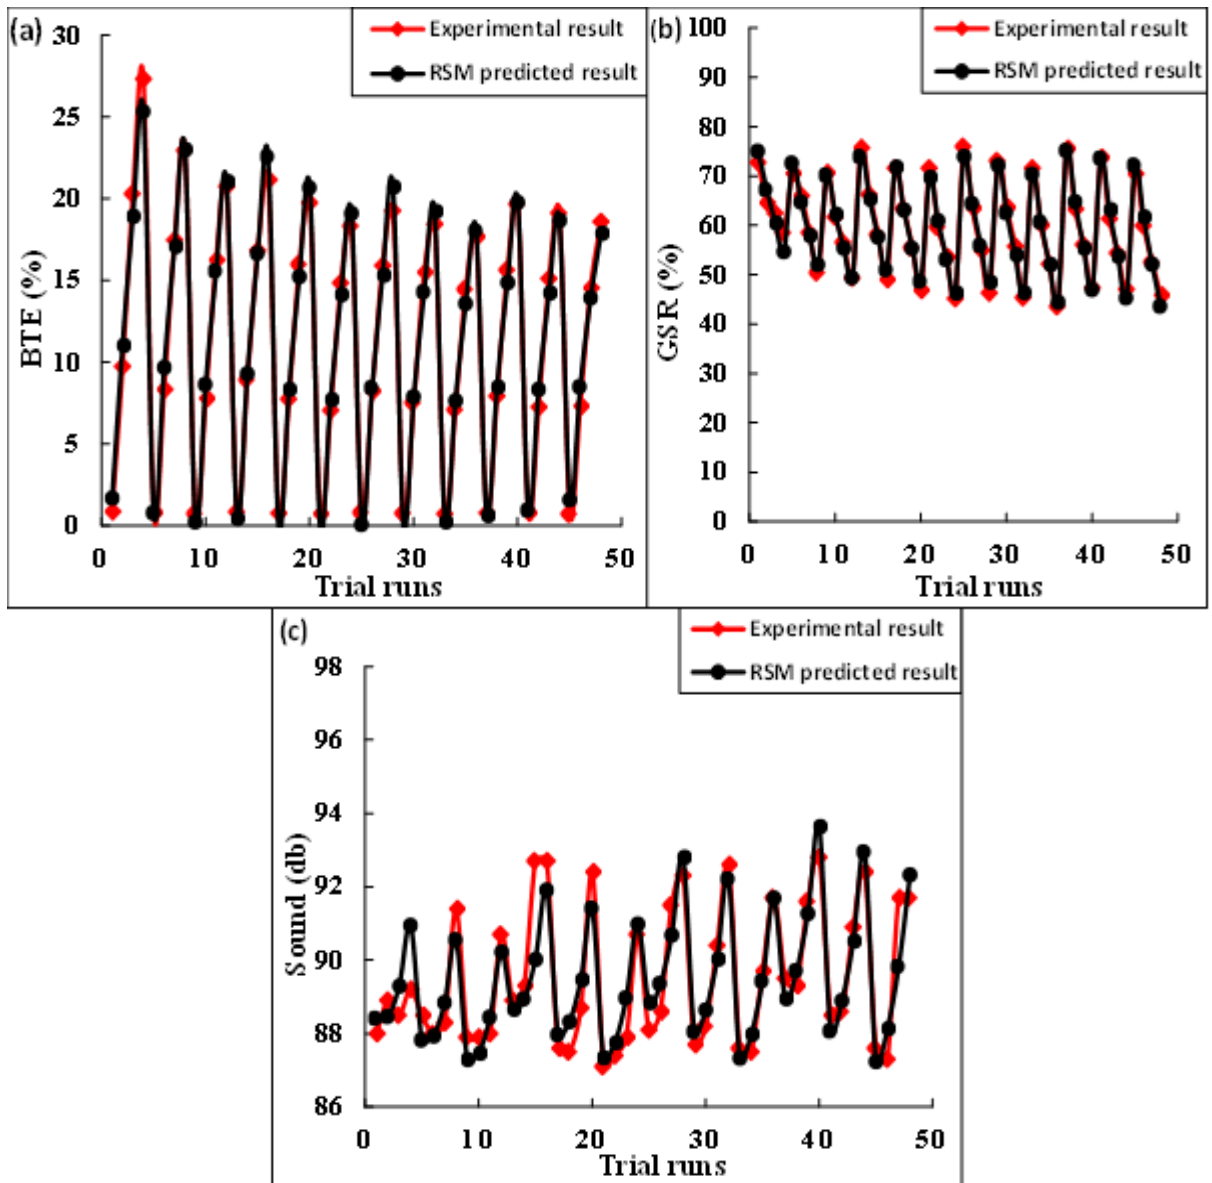 (a)
Experimental result
RSM predicted result
30
25
20
15
10
5
0
BTE (%)
0 10 20 30 40 50
Trial runs
(b)
Experimental result
RSM predicted result
100
90
80
70
60
50
40
30
20
10
0
GSR (%)
0 10 20 30 40 50
Trial runs
(c)
Experimental result
RSM predicted result
98
96
94
92
90
88
86
Sound (db)
0 10 20 30 40 50
Trial runs